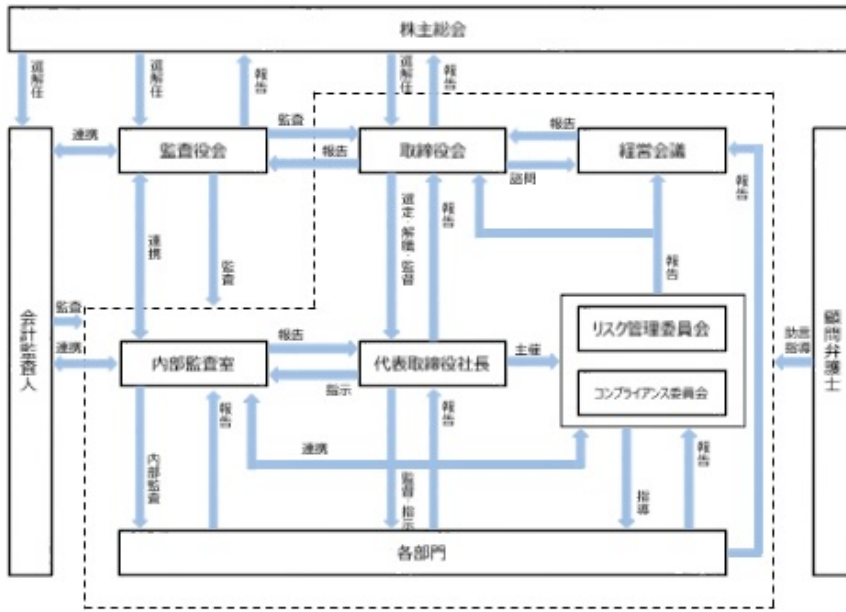 株主総会
選解任
選解任
報告
選解任
報告
連携
監査役会
監査
報告
取締役会
報告
諮問
経営会議
報告
連携
監査
選定・解職・監督
報告
報告
会計監査人
監査
連携
内部監査室
報告
指示
代表取締役社長
主催
リスク管理委員会
コンプライアンス委員会
助言
指導
顧問弁護士
内部監査
報告
連携
監督・指示
報告
指導
報告
各部門